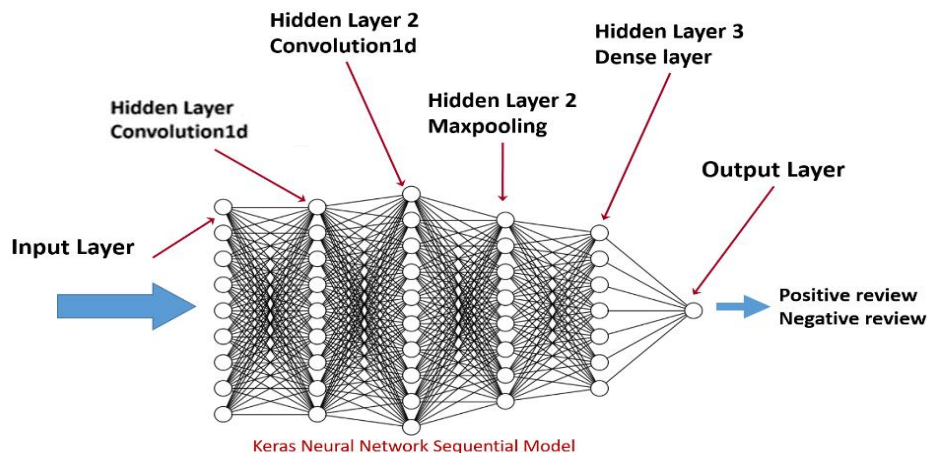 Hidden Layer 2
Convolution1d
Hidden Layer 3
Dense layer
Hidden Layer
Convolution1d
Hidden Layer 2
Maxpooling
Output Layer
Input Layer
Positive review
Negative review
Keras Neural Network Sequential Model